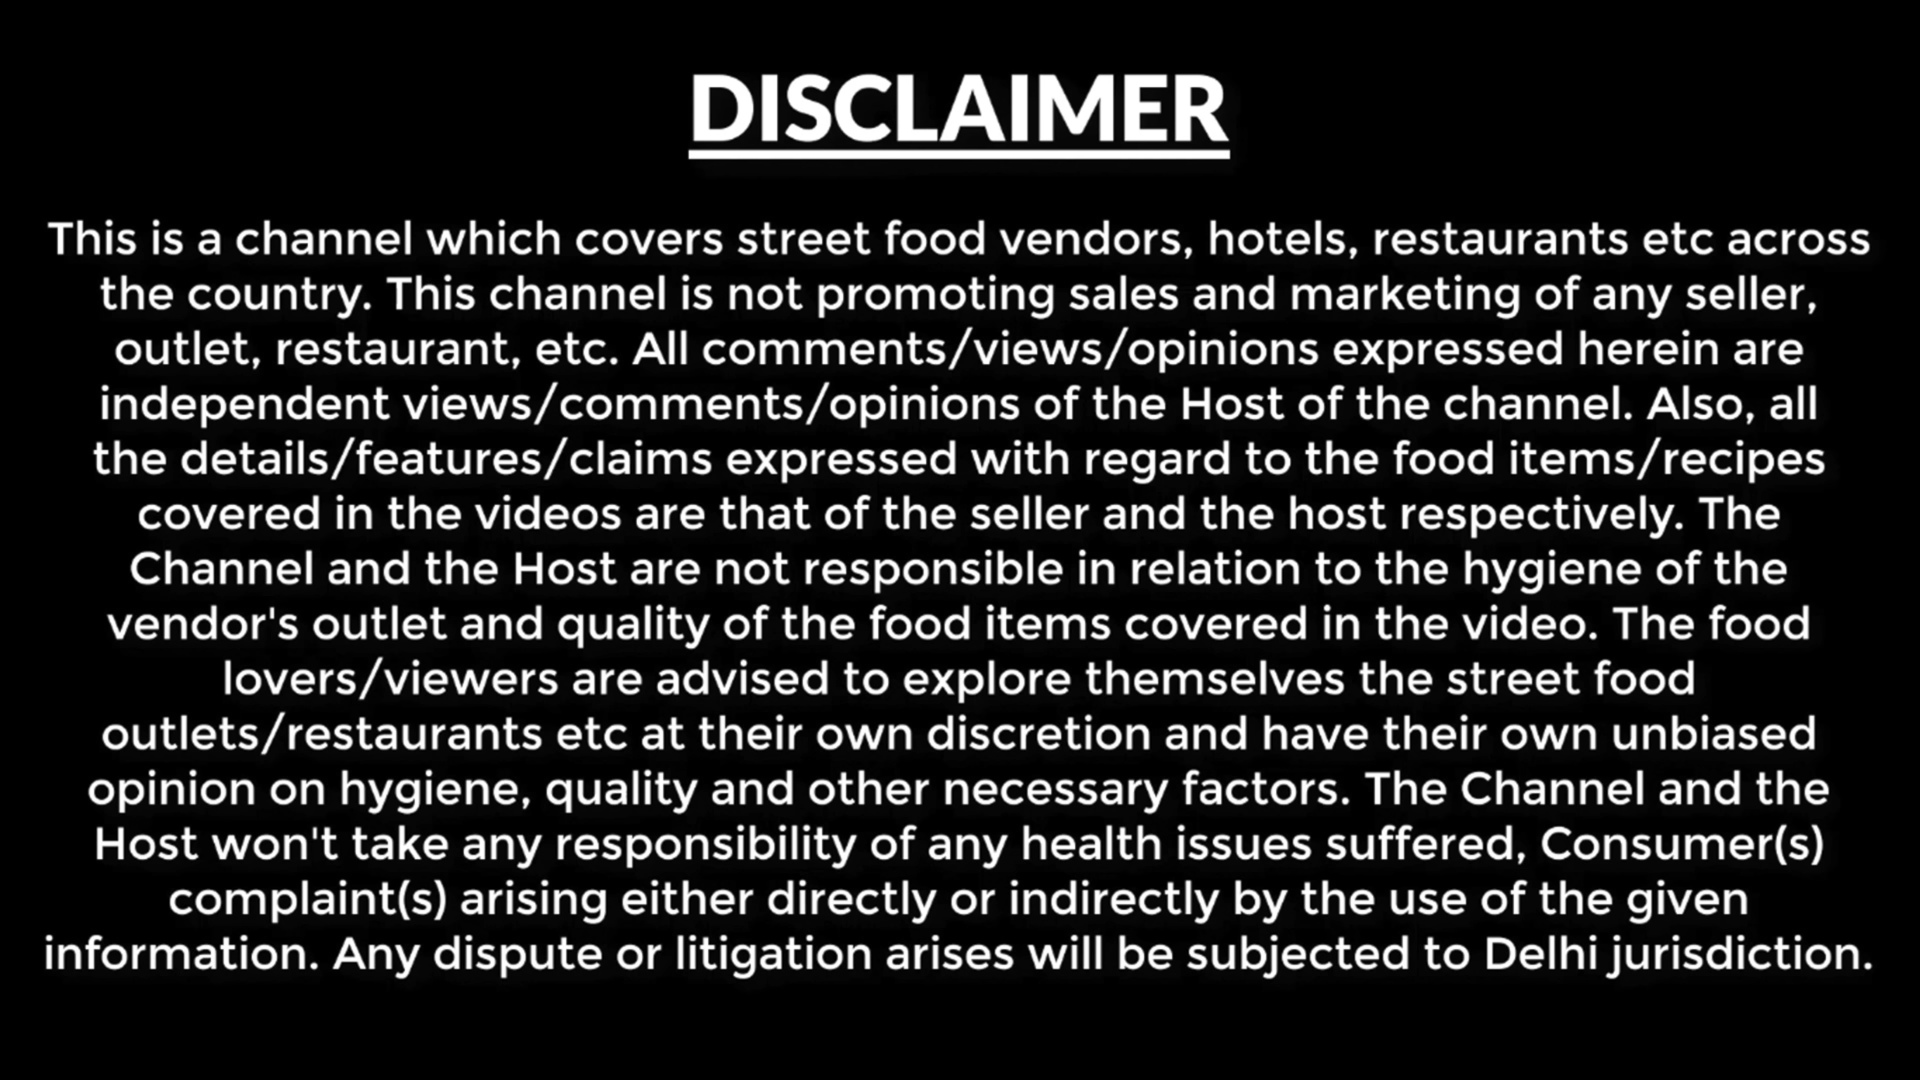 DISCLAIMER
This is a channel which covers street food vendors, hotels, restaurants etc across
the country. This channel is not promoting sales and marketing of any seller,
outlet, restaurant, etc. All comments/views/opinions expressed herein are
independent views/comments/opinions of the Host of the channel. Also, all
the details/features/claims expressed with regard to the food items/recipes
covered in the videos are that of the seller and the host respectively. The
Channel and the Host are not responsible in relation to the hygiene of the
vendor's outlet and quality of the food items covered in the video. The food
lovers/viewers are advised to explore themselves the street food
outlets/restaurants etc at their own discretion and have their own unbiased
opinion on hygiene, quality and other necessary factors. The Channel and the
Host won't take any responsibility of any health issues suffered, Consumer(s)
complaint(s) arising either directly or indirectly by the use of the given
information. Any dispute or litigation arises will be subjected to Delhi jurisdiction.